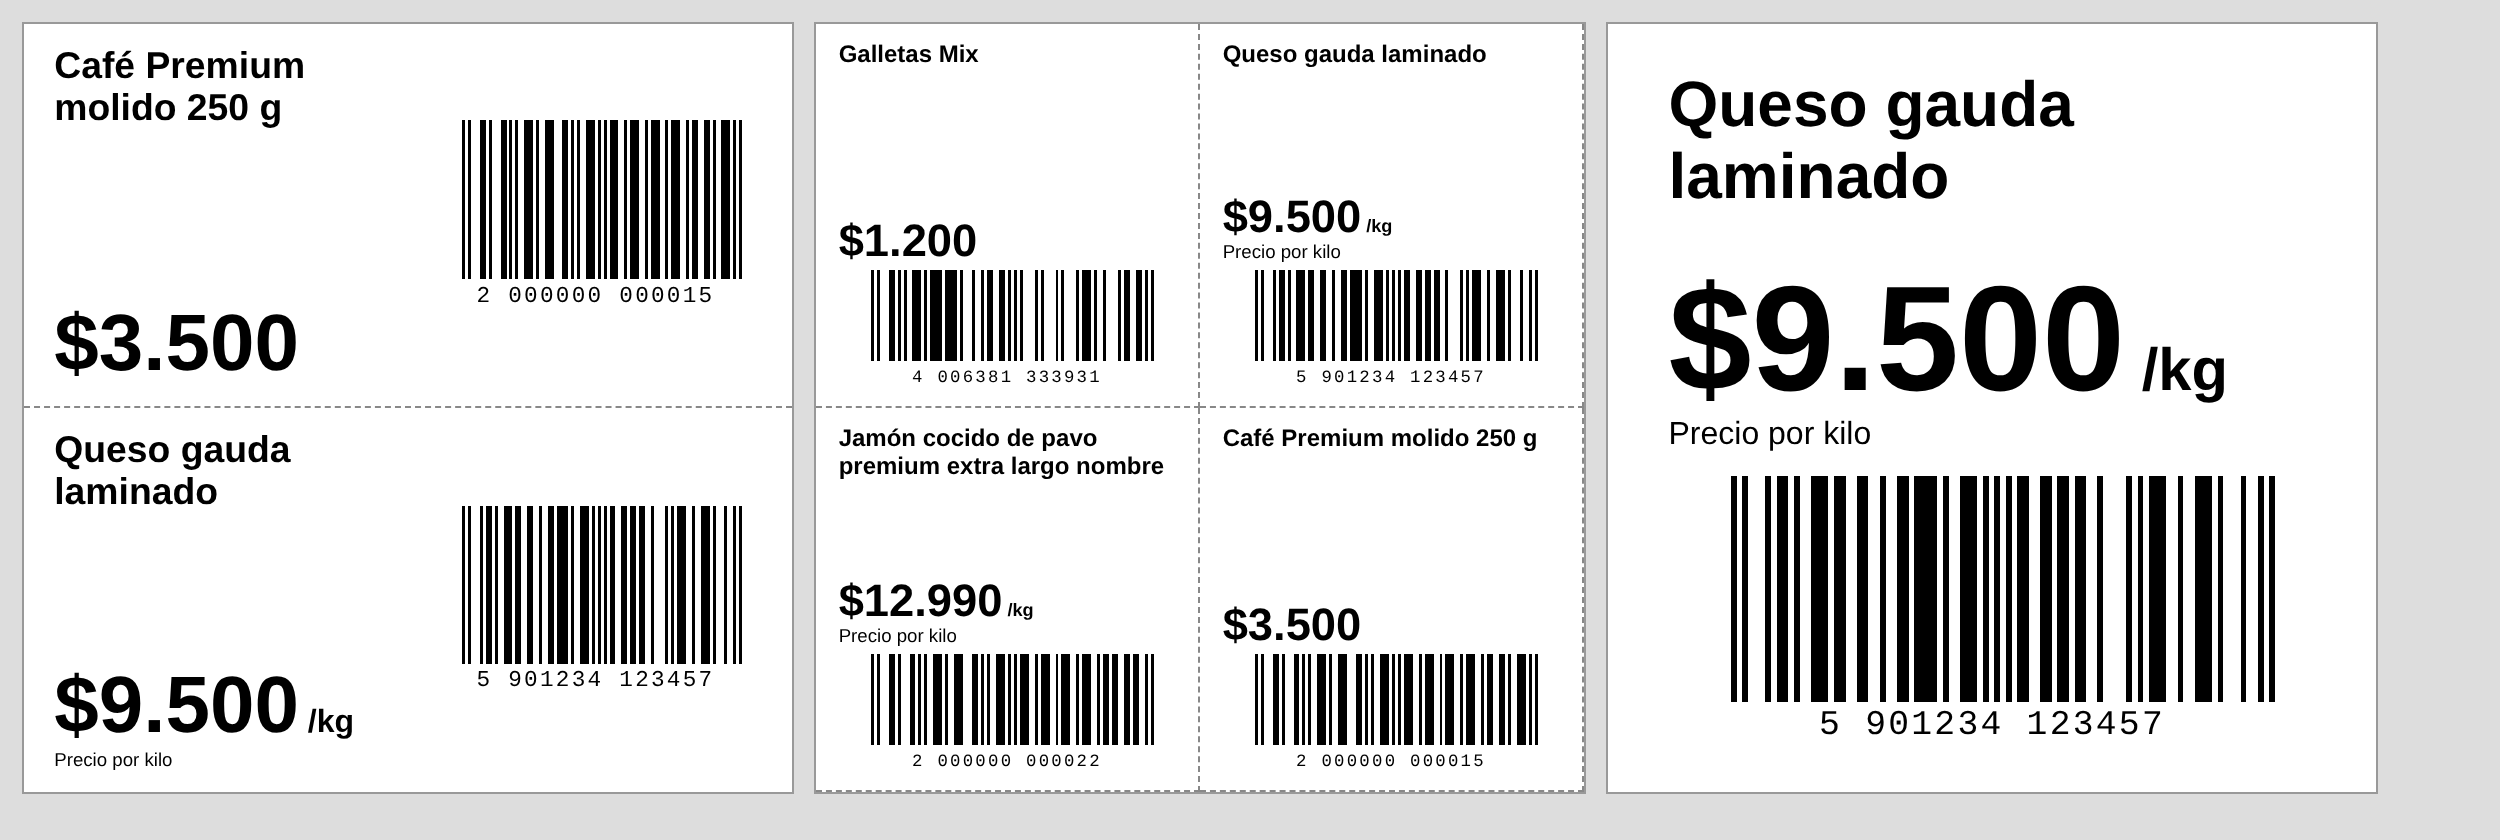 Café Premium
molido 250 g
2 000000 000015
$3.500
Queso gauda
laminado
5 901234 123457
$9.500 /kg
Precio por kilo
Galletas Mix
$1.200
4 006381 333931
Queso gauda laminado
$9.500 /kg
Precio por kilo
5 901234 123457
Jamón cocido de pavo
premium extra largo nombre
$12.990 /kg
Precio por kilo
2 000000 000022
Café Premium molido 250 g
$3.500
2 000000 000015
Queso gauda
laminado
$9.500 /kg
Precio por kilo
5 901234 123457